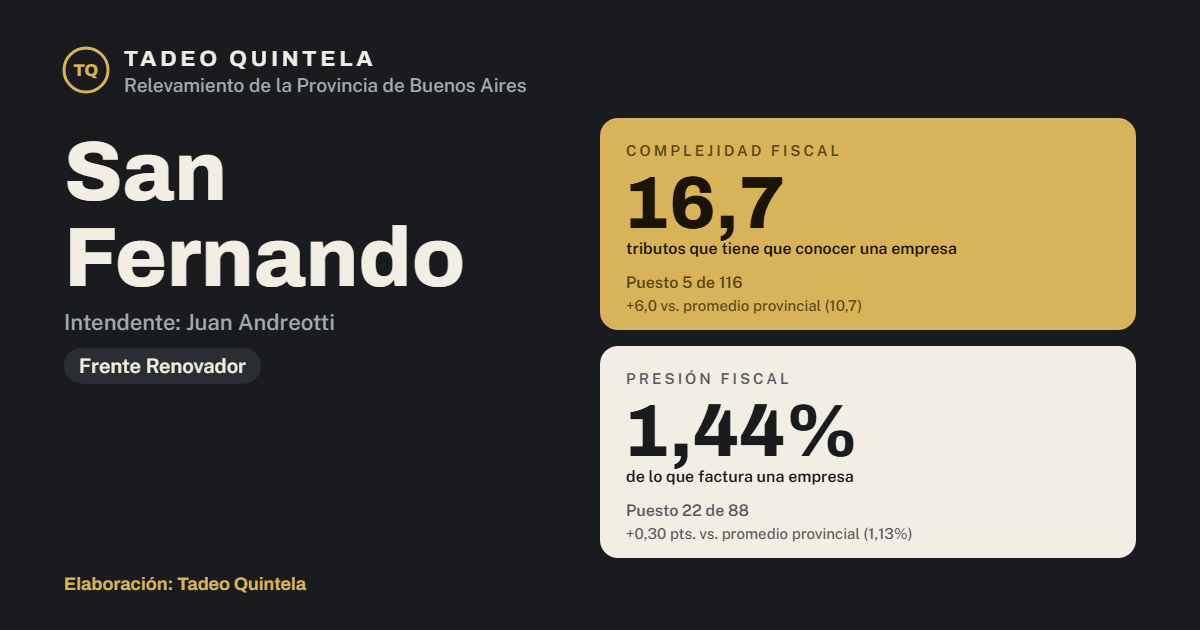 TQ
TADEO QUINTELA
Relevamiento de la Provincia de Buenos Aires
San
Fernando
Intendente: Juan Andreotti
Frente Renovador
COMPLEJIDAD FISCAL
16,7
tributos que tiene que conocer una empresa
Puesto 5 de 116
+6,0 vs. promedio provincial (10,7)
PRESIÓN FISCAL
1,44%
de lo que factura una empresa
Puesto 22 de 88
+0,30 pts. vs. promedio provincial (1,13%)
Elaboración: Tadeo Quintela